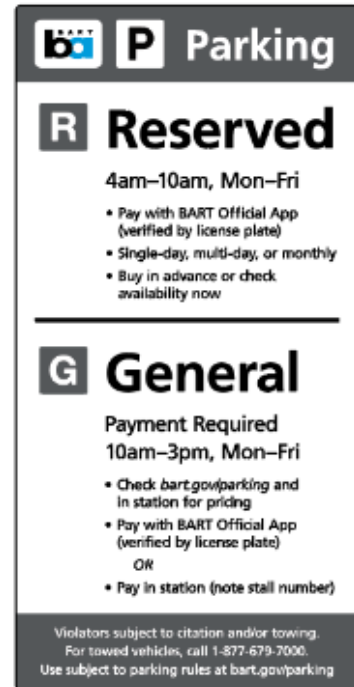 BART
ba P Parking
R Reserved
4am–10am, Mon–Fri
• Pay with BART Official App
(verified by license plate)
• Single-day, multi-day, or monthly
• Buy in advance or check
availability now
G General
Payment Required
10am–3pm, Mon–Fri
• Check bart.gov/parking and
in station for pricing
• Pay with BART Official App
(verified by license plate)
OR
• Pay in station (note stall number)
Violators subject to citation and/or towing.
For towed vehicles, call 1-877-679-7000.
Use subject to parking rules at bart.gov/parking